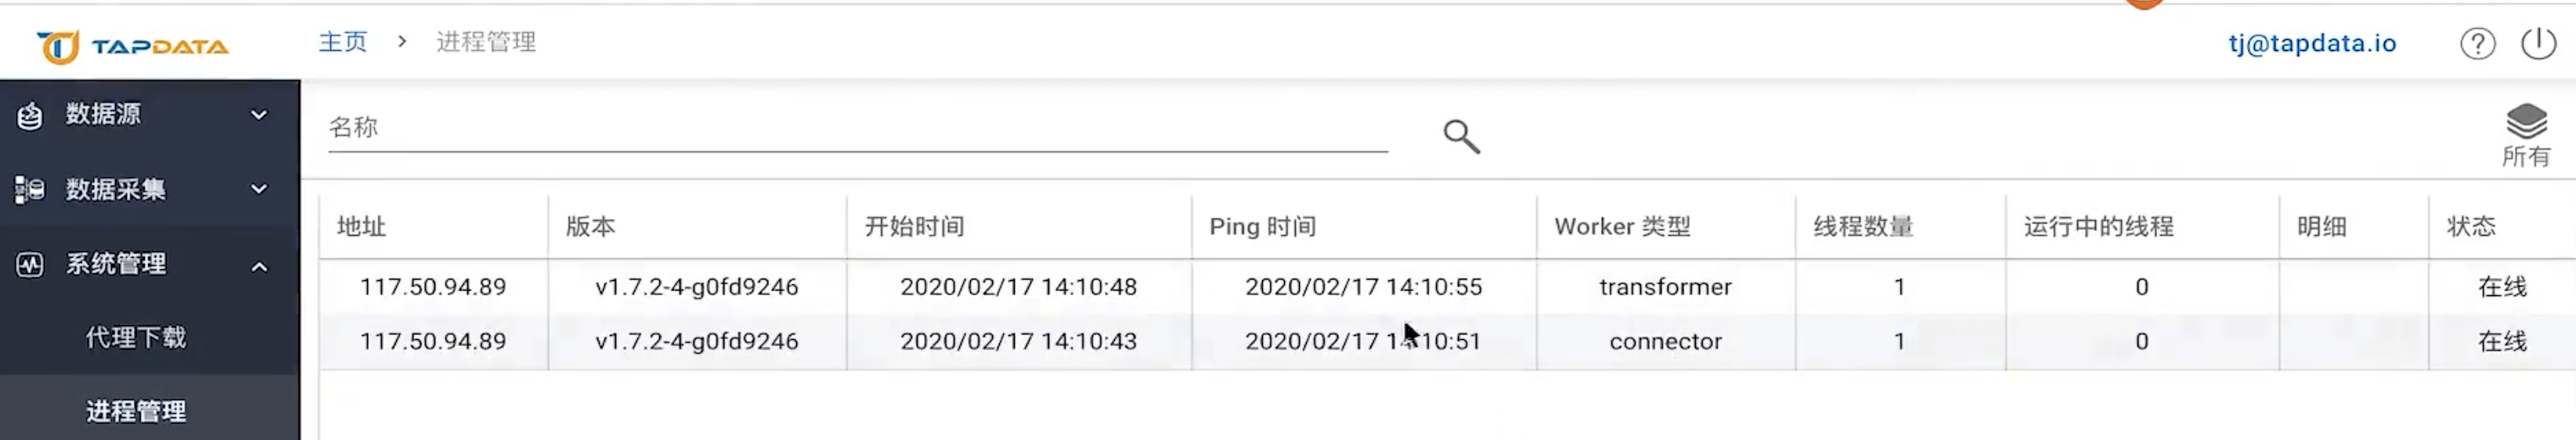 TAPDATA 主页 > 进程管理 tj@tapdata.io
数据源
数据采集
系统管理
代理下载
进程管理
名称
所有
地址 版本 开始时间 Ping 时间 Worker 类型 线程数量 运行中的线程 明细 状态
117.50.94.89 v1.7.2-4-g0fd9246 2020/02/17 14:10:48 2020/02/17 14:10:55 transformer 1 0 在线
117.50.94.89 v1.7.2-4-g0fd9246 2020/02/17 14:10:43 2020/02/17 14:10:51 connector 1 0 在线